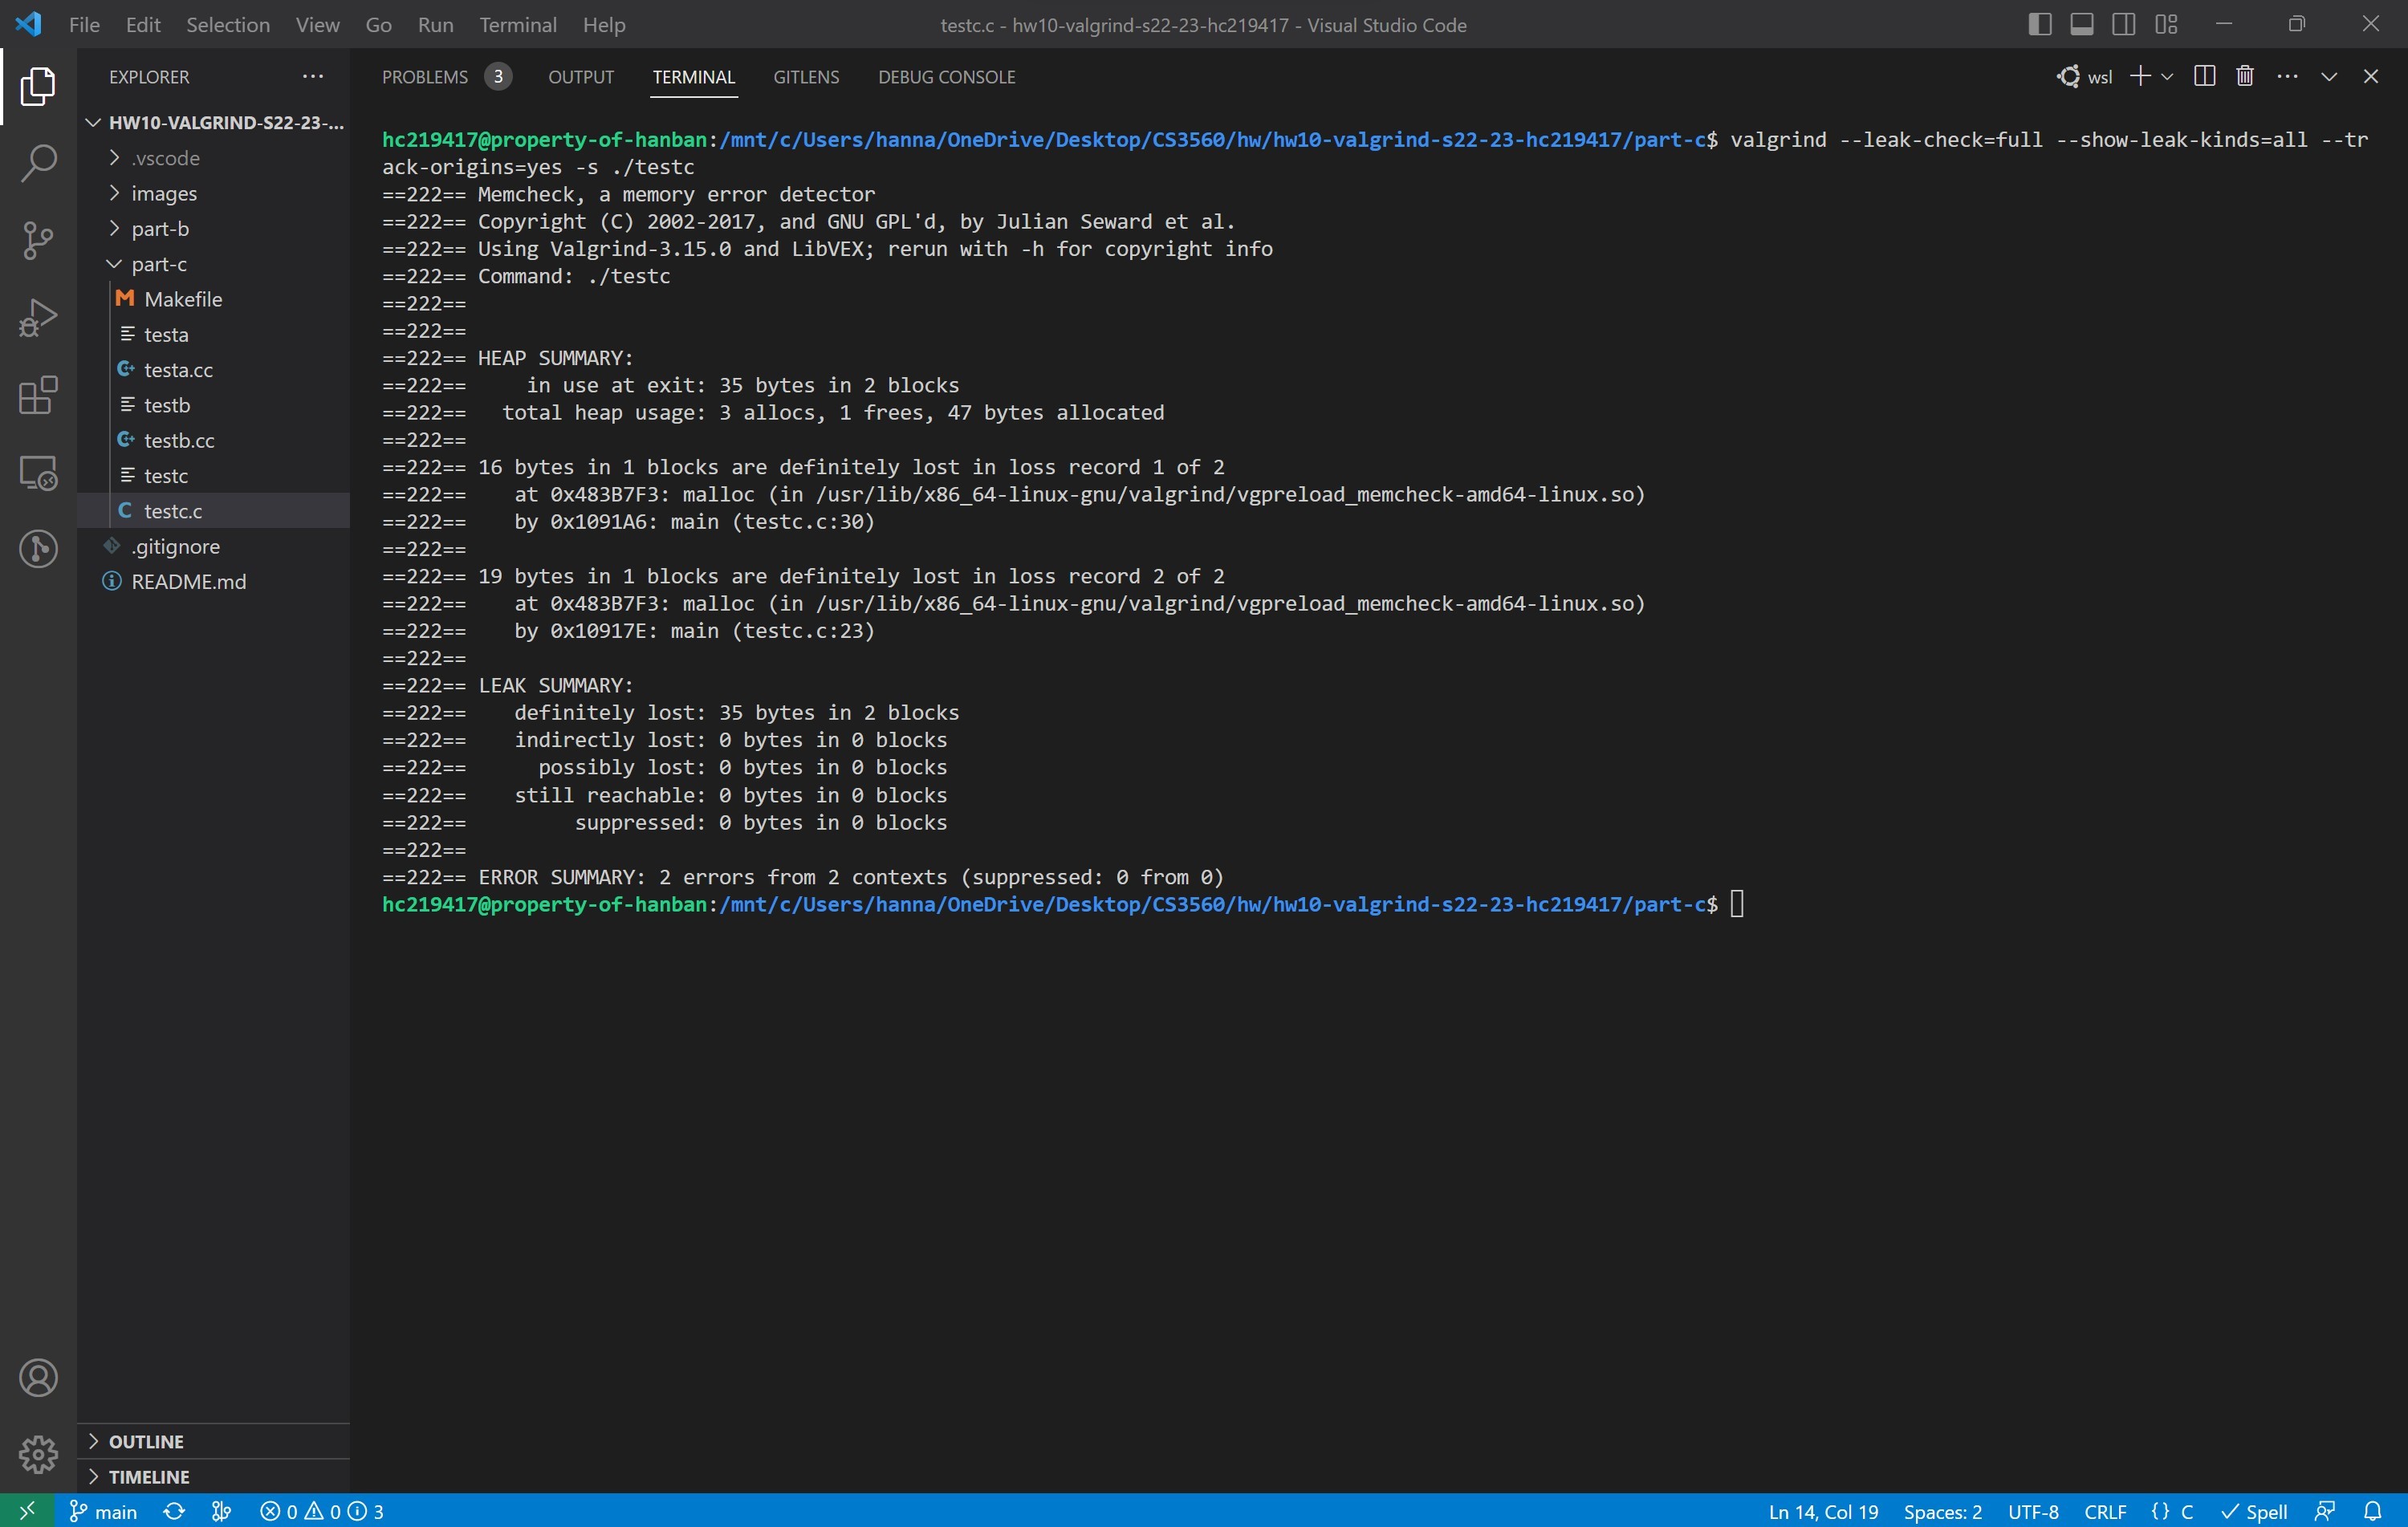 File Edit Selection View Go Run Terminal Help
testc.c - hw10-valgrind-s22-23-hc219417 - Visual Studio Code
EXPLORER ...
HW10-VALGRIND-S22-23-...
.vscode
images
part-b
part-c
Makefile
testa
testa.cc
testb
testb.cc
testc
testc.c
.gitignore
README.md
OUTLINE
TIMELINE
PROBLEMS 3 OUTPUT TERMINAL GITLENS DEBUG CONSOLE
wsl
hc219417@property-of-hanban:/mnt/c/Users/hanna/OneDrive/Desktop/CS3560/hw/hw10-valgrind-s22-23-hc219417/part-c$ valgrind --leak-check=full --show-leak-kinds=all --tr
ack-origins=yes -s ./testc
==222== Memcheck, a memory error detector
==222== Copyright (C) 2002-2017, and GNU GPL'd, by Julian Seward et al.
==222== Using Valgrind-3.15.0 and LibVEX; rerun with -h for copyright info
==222== Command: ./testc
==222==
==222==
==222== HEAP SUMMARY:
==222==     in use at exit: 35 bytes in 2 blocks
==222==   total heap usage: 3 allocs, 1 frees, 47 bytes allocated
==222==
==222== 16 bytes in 1 blocks are definitely lost in loss record 1 of 2
==222==    at 0x483B7F3: malloc (in /usr/lib/x86_64-linux-gnu/valgrind/vgpreload_memcheck-amd64-linux.so)
==222==    by 0x1091A6: main (testc.c:30)
==222==
==222== 19 bytes in 1 blocks are definitely lost in loss record 2 of 2
==222==    at 0x483B7F3: malloc (in /usr/lib/x86_64-linux-gnu/valgrind/vgpreload_memcheck-amd64-linux.so)
==222==    by 0x10917E: main (testc.c:23)
==222==
==222== LEAK SUMMARY:
==222==    definitely lost: 35 bytes in 2 blocks
==222==    indirectly lost: 0 bytes in 0 blocks
==222==      possibly lost: 0 bytes in 0 blocks
==222==    still reachable: 0 bytes in 0 blocks
==222==         suppressed: 0 bytes in 0 blocks
==222==
==222== ERROR SUMMARY: 2 errors from 2 contexts (suppressed: 0 from 0)
hc219417@property-of-hanban:/mnt/c/Users/hanna/OneDrive/Desktop/CS3560/hw/hw10-valgrind-s22-23-hc219417/part-c$
main 0 0 3 Ln 14, Col 19 Spaces: 2 UTF-8 CRLF {} C Spell